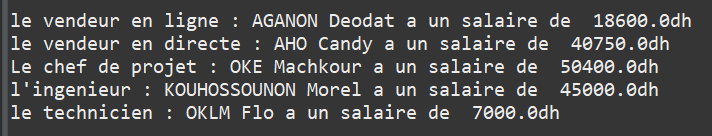 le vendeur en ligne : AGANON Deodat a un salaire de  18600.0dh
le vendeur en directe : AHO Candy a un salaire de  40750.0dh
Le chef de projet : OKE Machkour a un salaire de  50400.0dh
l'ingenieur : KOUHOSSOUNON Morel a un salaire de  45000.0dh
le technicien : OKLM Flo a un salaire de  7000.0dh